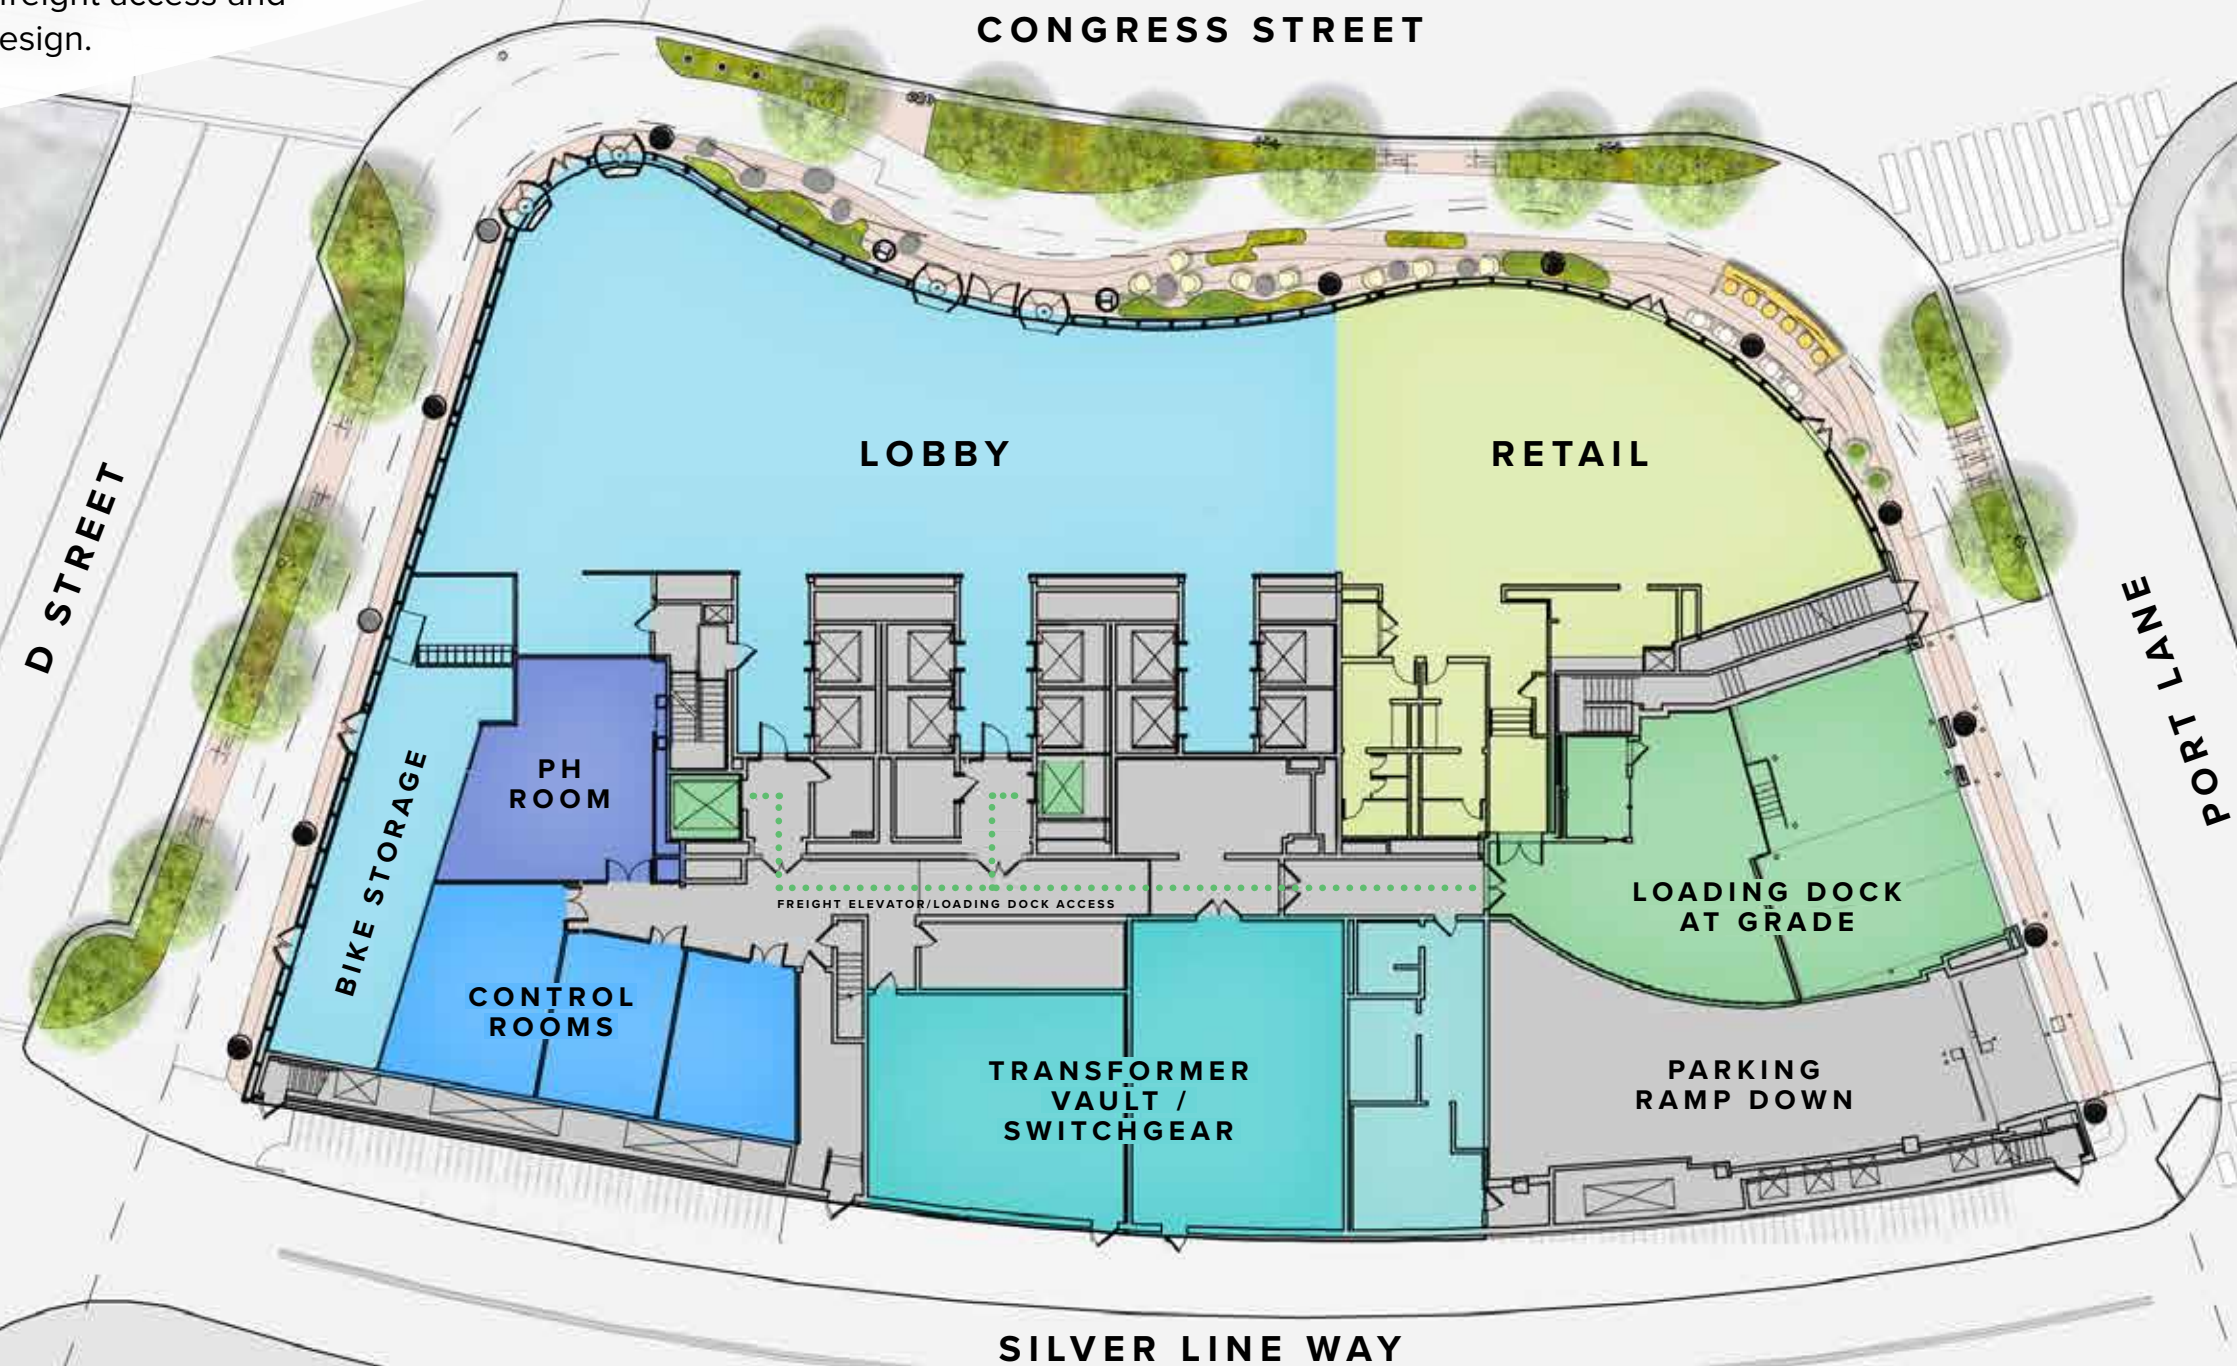 freight access and
esign.
CONGRESS STREET
D STREET
LOBBY
RETAIL
PORT LANE
PH
ROOM
BIKE STORAGE
LOADING DOCK
AT GRADE
FREIGHT ELEVATOR/LOADING DOCK ACCESS
CONTROL
ROOMS
TRANSFORMER
VAULT /
SWITCHGEAR
PARKING
RAMP DOWN
SILVER LINE WAY